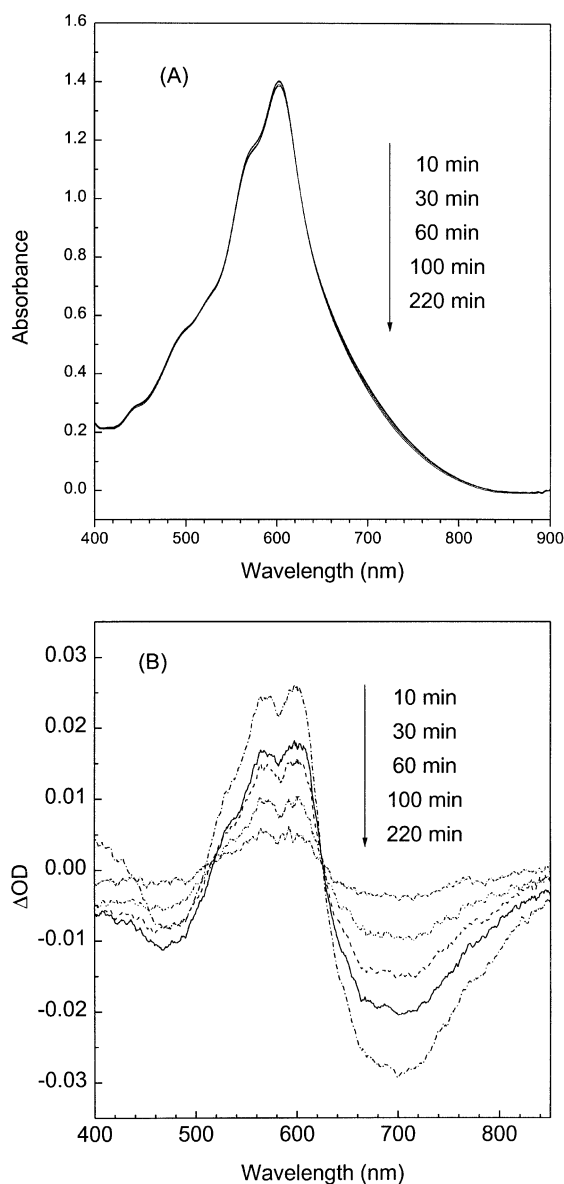 1.6
(A)
1.4
1.2
10 min
30 min
1.0
60 min
0.8
100 min
220 min
0.6
0.4
0.2
0.0
Absorbance
400 500 600 700 800 900
Wavelength (nm)
0.03
(B)
10 min
0.02
30 min
60 min
0.01
100 min
220 min
0.00
-0.01
-0.02
-0.03
ΔOD
400 500 600 700 800
Wavelength (nm)